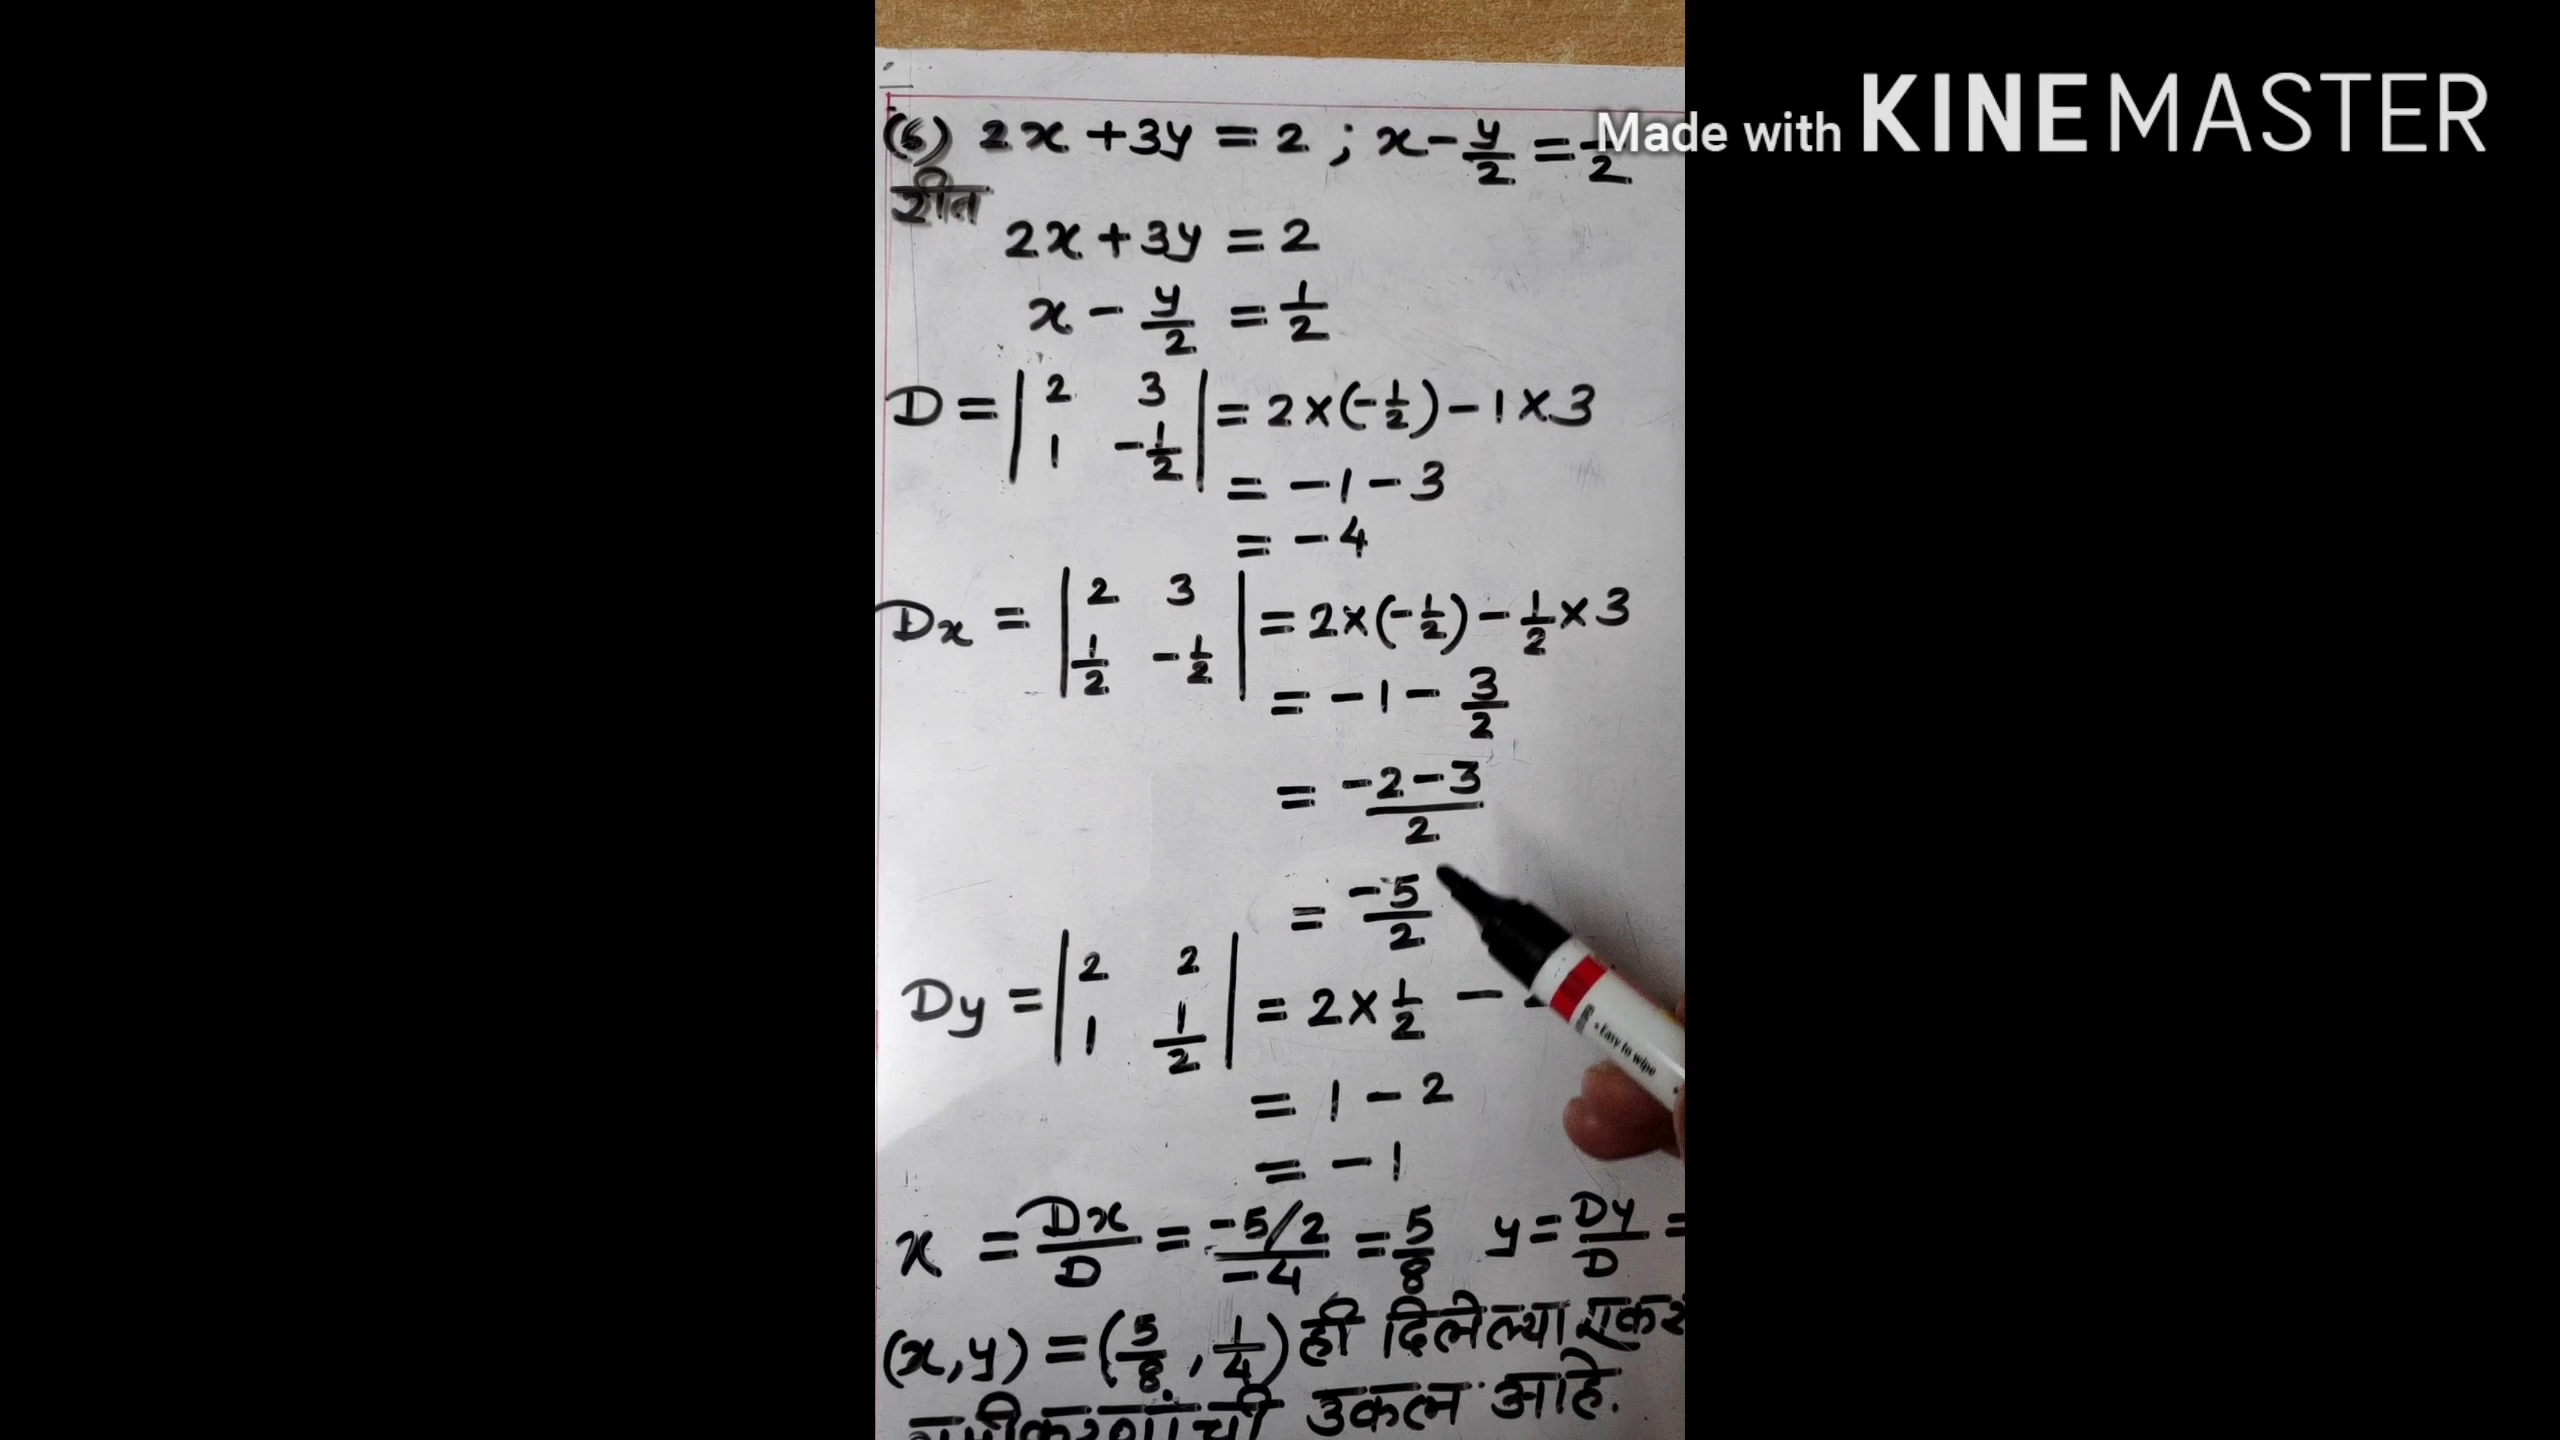 Made with KINEMASTER
(6) 2x + 3y = 2 ; x - y/2 = 1/2
रीत
2x + 3y = 2
x - y/2 = 1/2
D = | 2 3 | = 2 × (-1/2) - 1 × 3
| 1 -1/2 |
= -1 - 3
= -4
Dx = | 2 3 | = 2 × (-1/2) - 1/2 × 3
| 1/2 -1/2 |
= -1 - 3/2
= -2-3/2
= -5/2
Dy = | 2 2 | = 2 × 1/2 -
| 1 1/2 |
= 1 - 2
= -1
x = Dx/D = -5/2/-4 = 5/8 y = Dy/D =
(x, y) = (5/8, 1/4) ही दिलेल्या
उकल आहे.